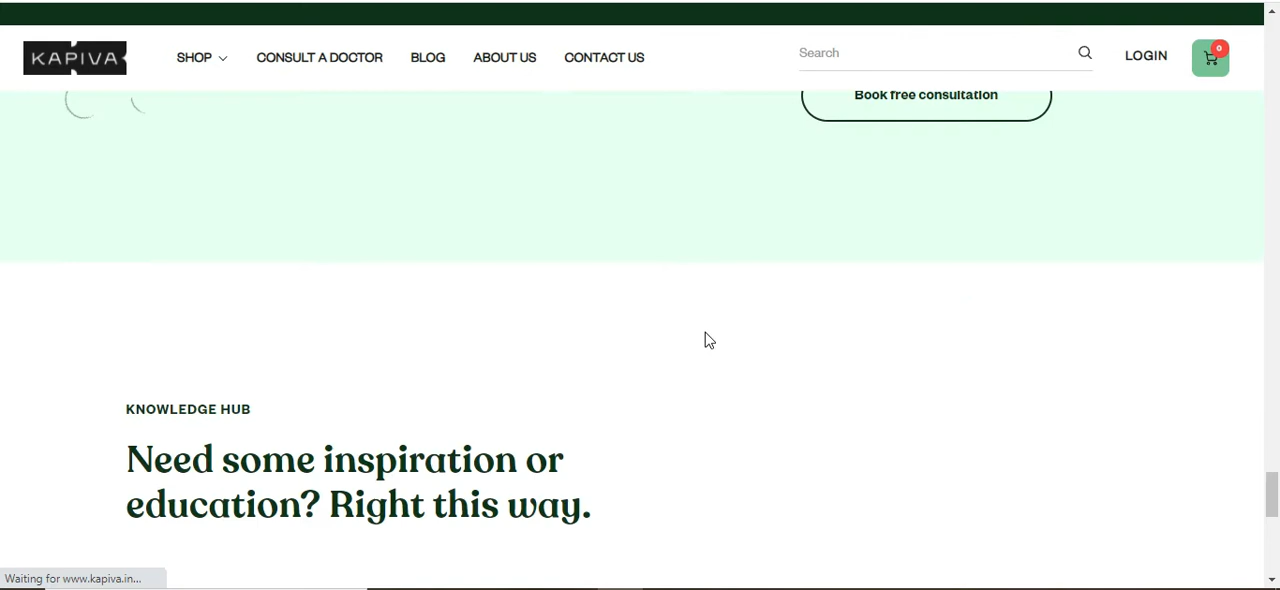 KAPIVA
SHOP
CONSULT A DOCTOR
BLOG
ABOUT US
CONTACT US
Search
LOGIN
0
Book free consultation
KNOWLEDGE HUB
Need some inspiration or
education? Right this way.
Waiting for www.kapiva.in...